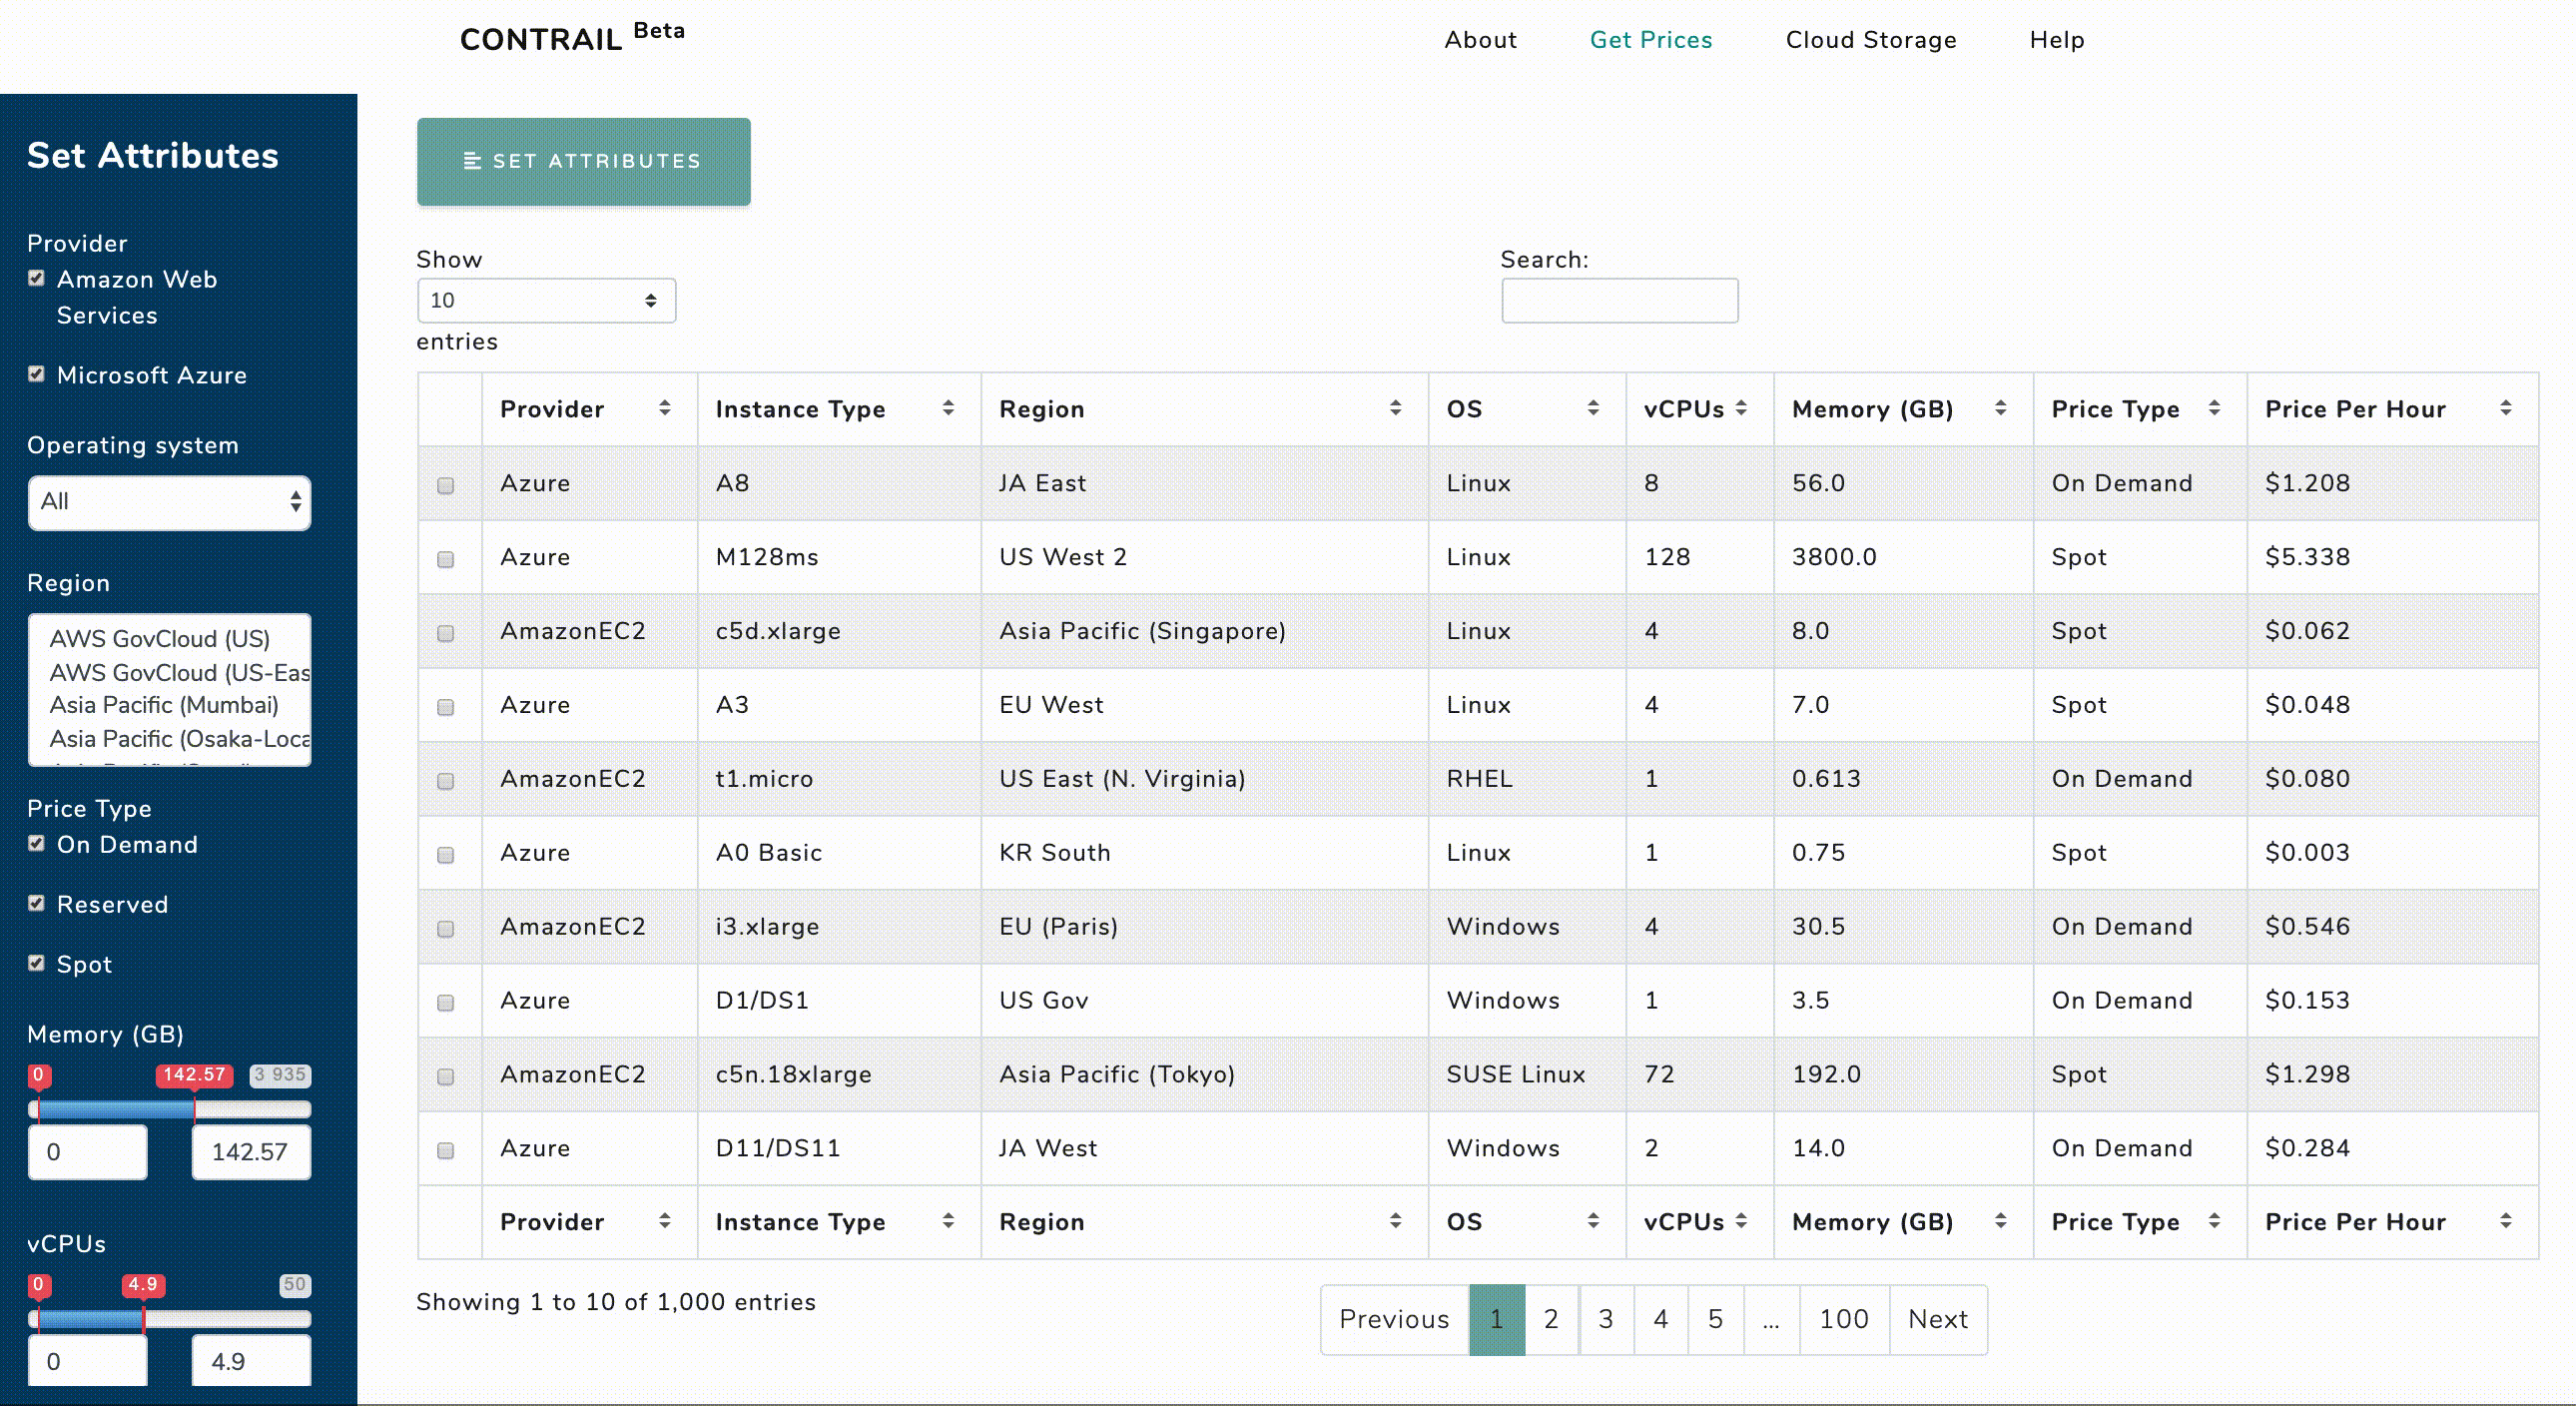 CONTRAIL Beta
About Get Prices Cloud Storage Help
Set Attributes
Provider
Amazon Web
Services
Microsoft Azure
Operating system
All
Region
AWS GovCloud (US)
AWS GovCloud (US-Eas
Asia Pacific (Mumbai)
Asia Pacific (Osaka-Loca
Price Type
On Demand
Reserved
Spot
Memory (GB)
0 142.57 3 935
0 142.57
vCPUs
0 4.9 50
0 4.9
SET ATTRIBUTES
Show
10
entries
Search:
Provider Instance Type Region OS vCPUs Memory (GB) Price Type Price Per Hour
Azure A8 JA East Linux 8 56.0 On Demand $1.208
Azure M128ms US West 2 Linux 128 3800.0 Spot $5.338
AmazonEC2 c5d.xlarge Asia Pacific (Singapore) Linux 4 8.0 Spot $0.062
Azure A3 EU West Linux 4 7.0 Spot $0.048
AmazonEC2 t1.micro US East (N. Virginia) RHEL 1 0.613 On Demand $0.080
Azure A0 Basic KR South Linux 1 0.75 Spot $0.003
AmazonEC2 i3.xlarge EU (Paris) Windows 4 30.5 On Demand $0.546
Azure D1/DS1 US Gov Windows 1 3.5 On Demand $0.153
AmazonEC2 c5n.18xlarge Asia Pacific (Tokyo) SUSE Linux 72 192.0 Spot $1.298
Azure D11/DS11 JA West Windows 2 14.0 On Demand $0.284
Provider Instance Type Region OS vCPUs Memory (GB) Price Type Price Per Hour
Showing 1 to 10 of 1,000 entries
Previous 1 2 3 4 5 ... 100 Next